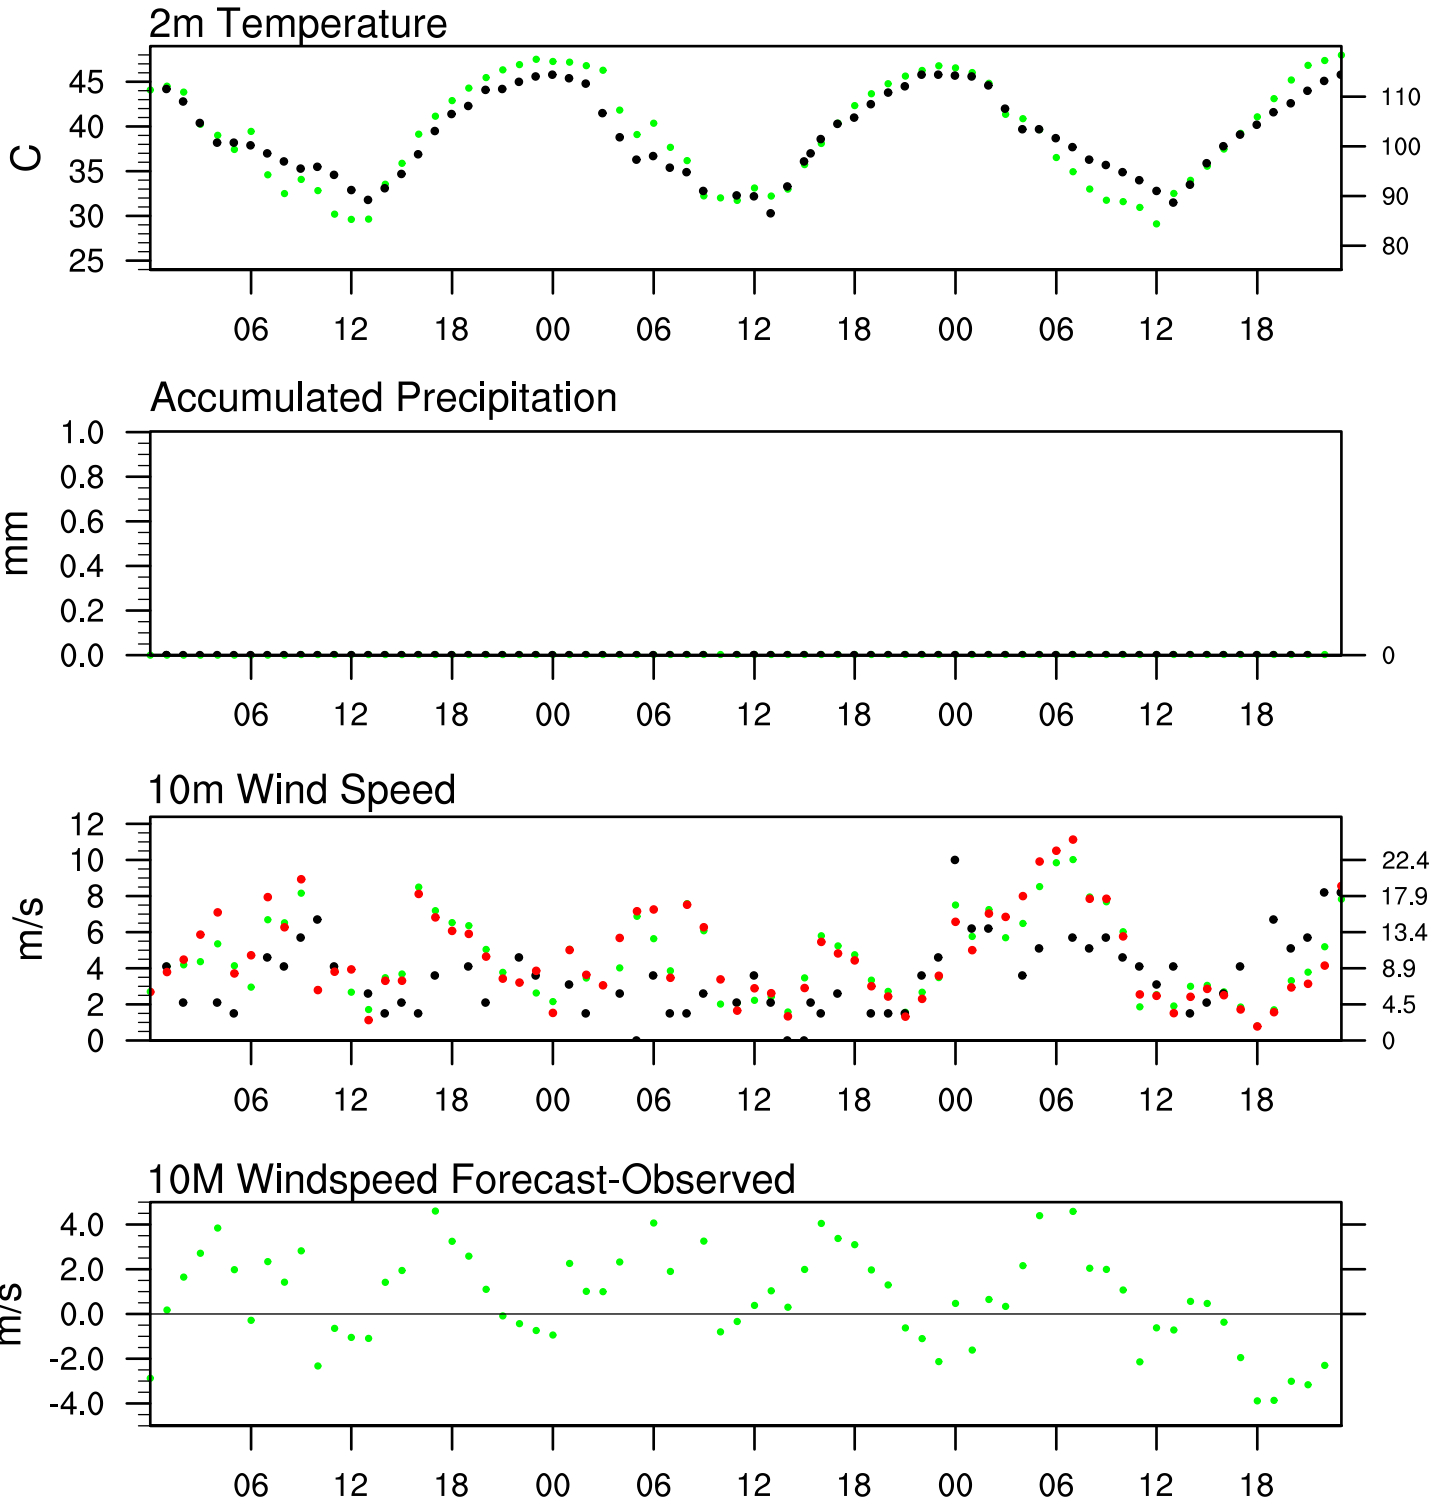 2m Temperature
45
40
35
30
25
C
110
100
90
80
06 12 18 00 06 12 18 00 06 12 18
Accumulated Precipitation
1.0
0.8
0.6
0.4
0.2
0.0
mm
0
06 12 18 00 06 12 18 00 06 12 18
10m Wind Speed
12
10
8
6
4
2
0
m/s
22.4
17.9
13.4
8.9
4.5
0
06 12 18 00 06 12 18 00 06 12 18
10M Windspeed Forecast-Observed
4.0
2.0
0.0
-2.0
-4.0
m/s
06 12 18 00 06 12 18 00 06 12 18